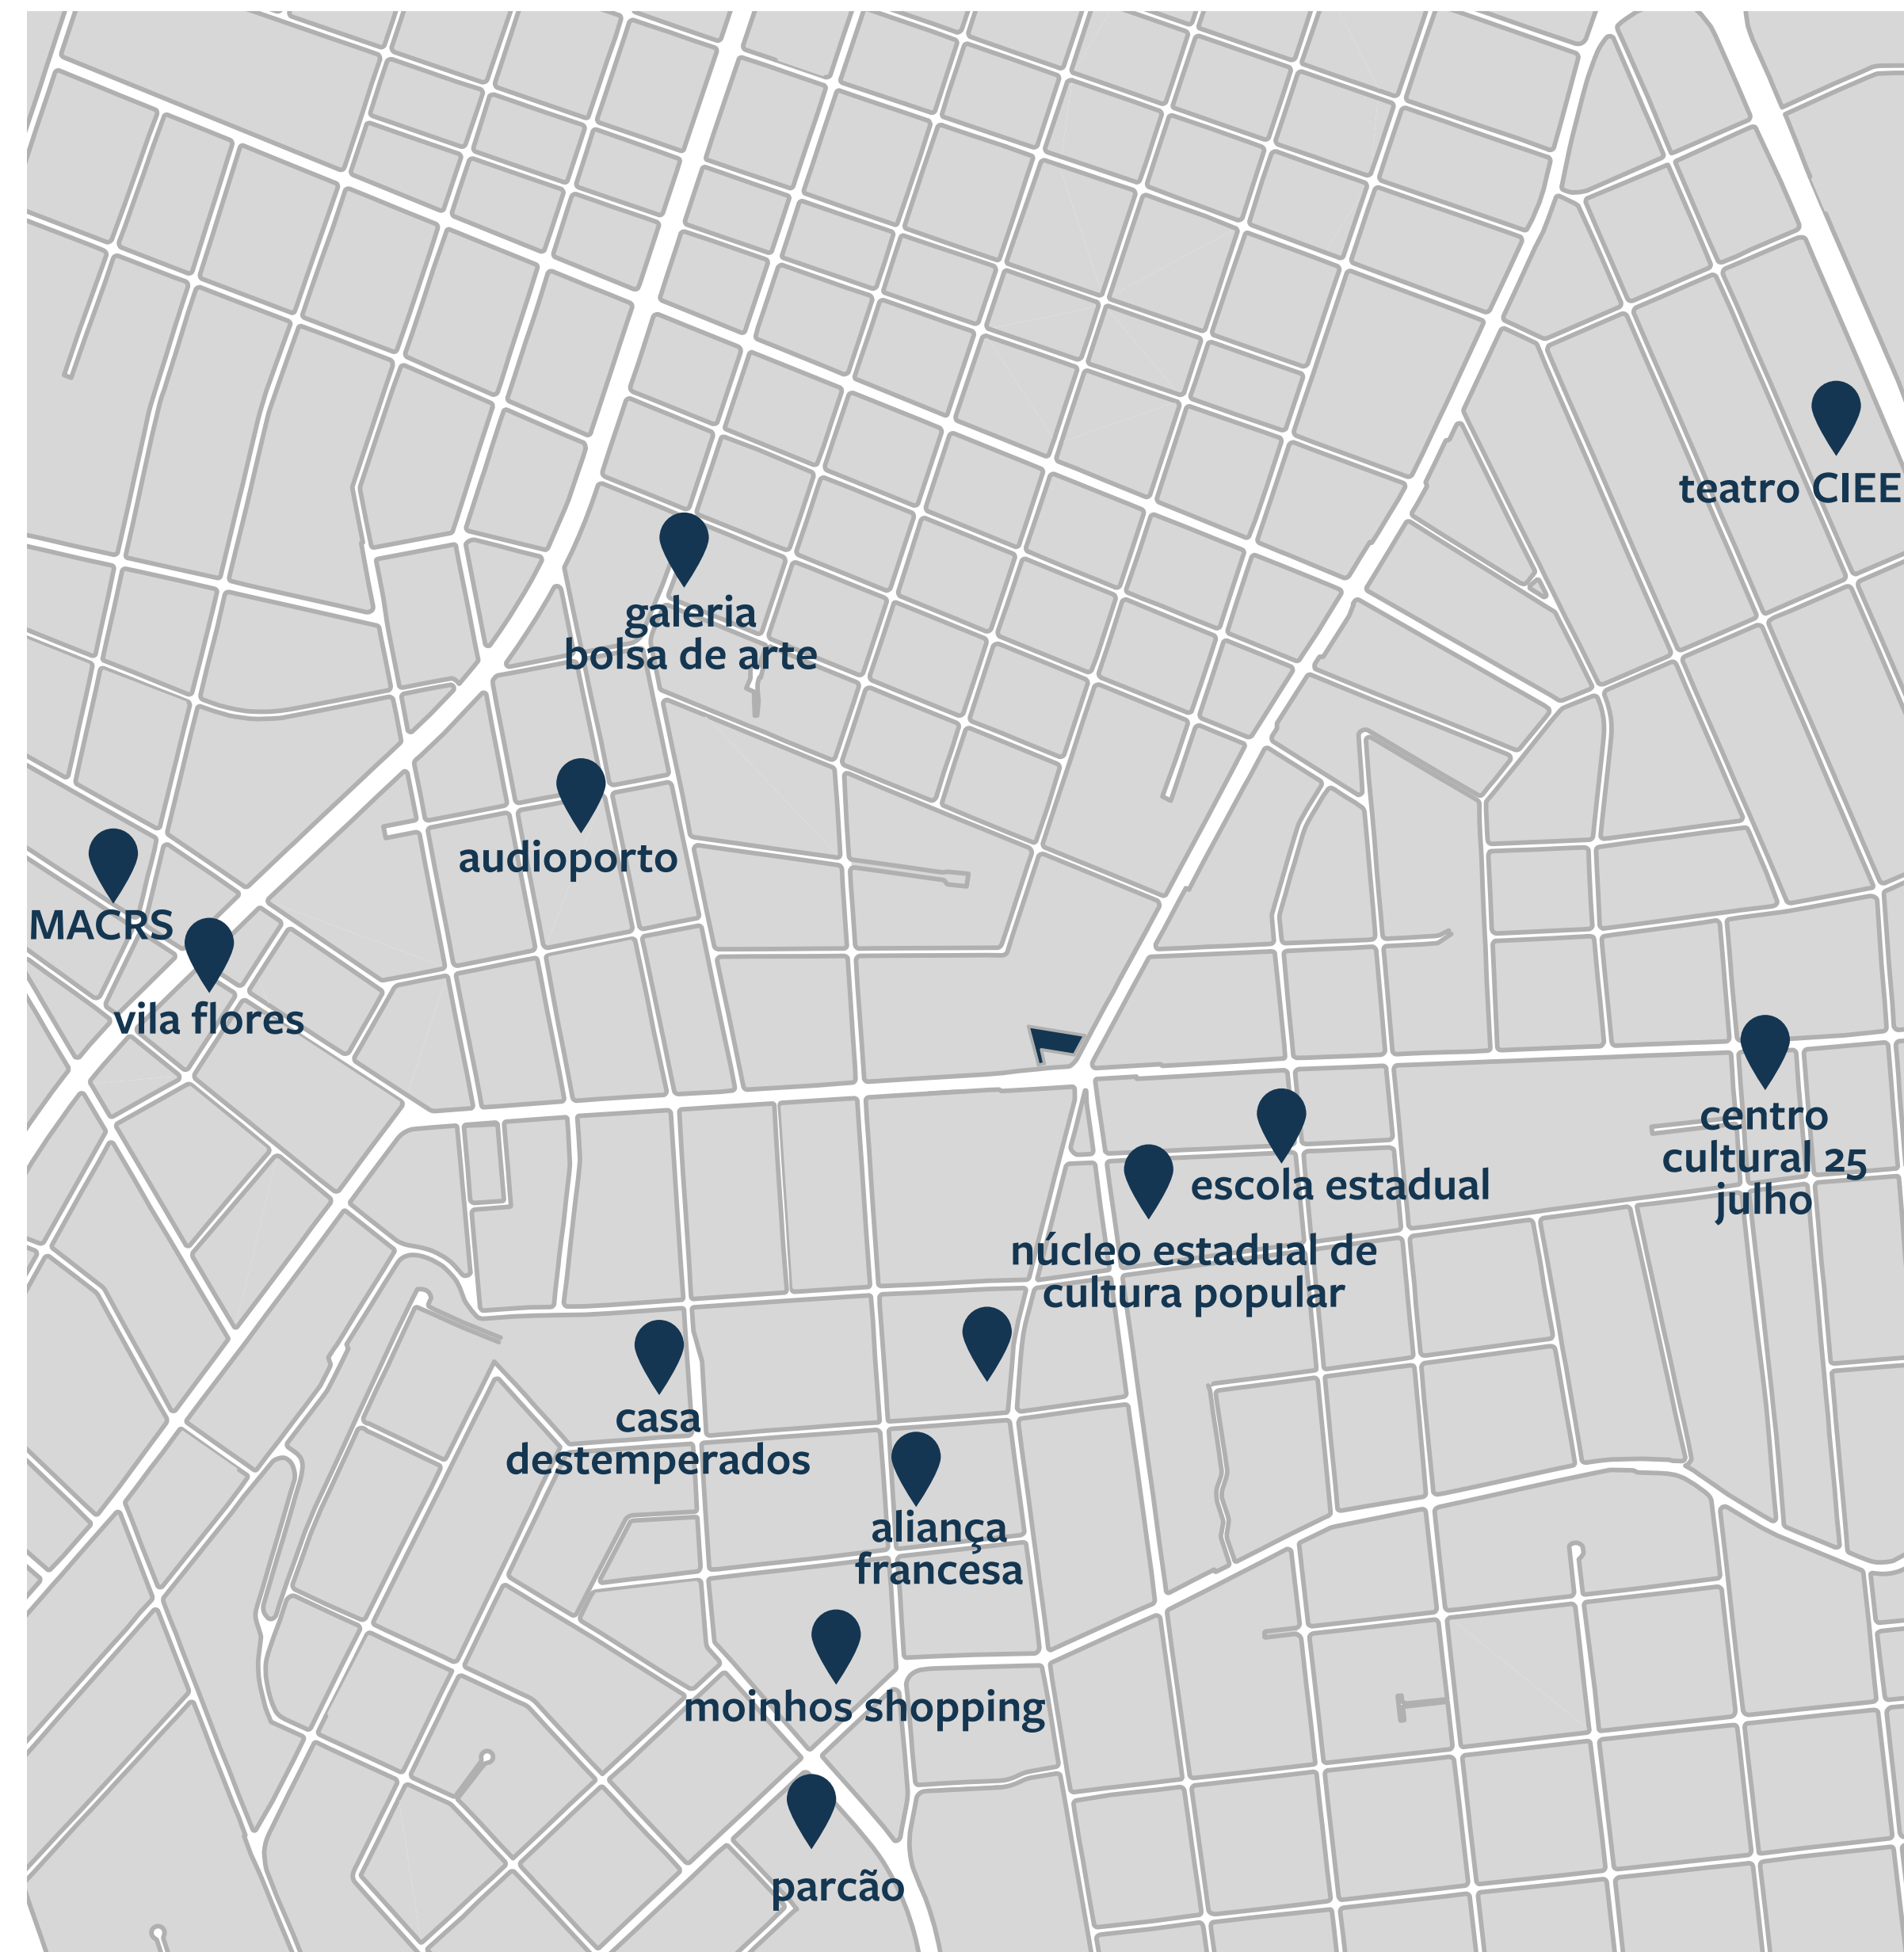 teatro CIEE
galeria
bolsa de arte
audioporto
MACRS
vila flores
centro
cultural 25
julho
escola estadual
núcleo estadual de
cultura popular
casa
destemperados
aliança
francesa
moinhos shopping
parcão